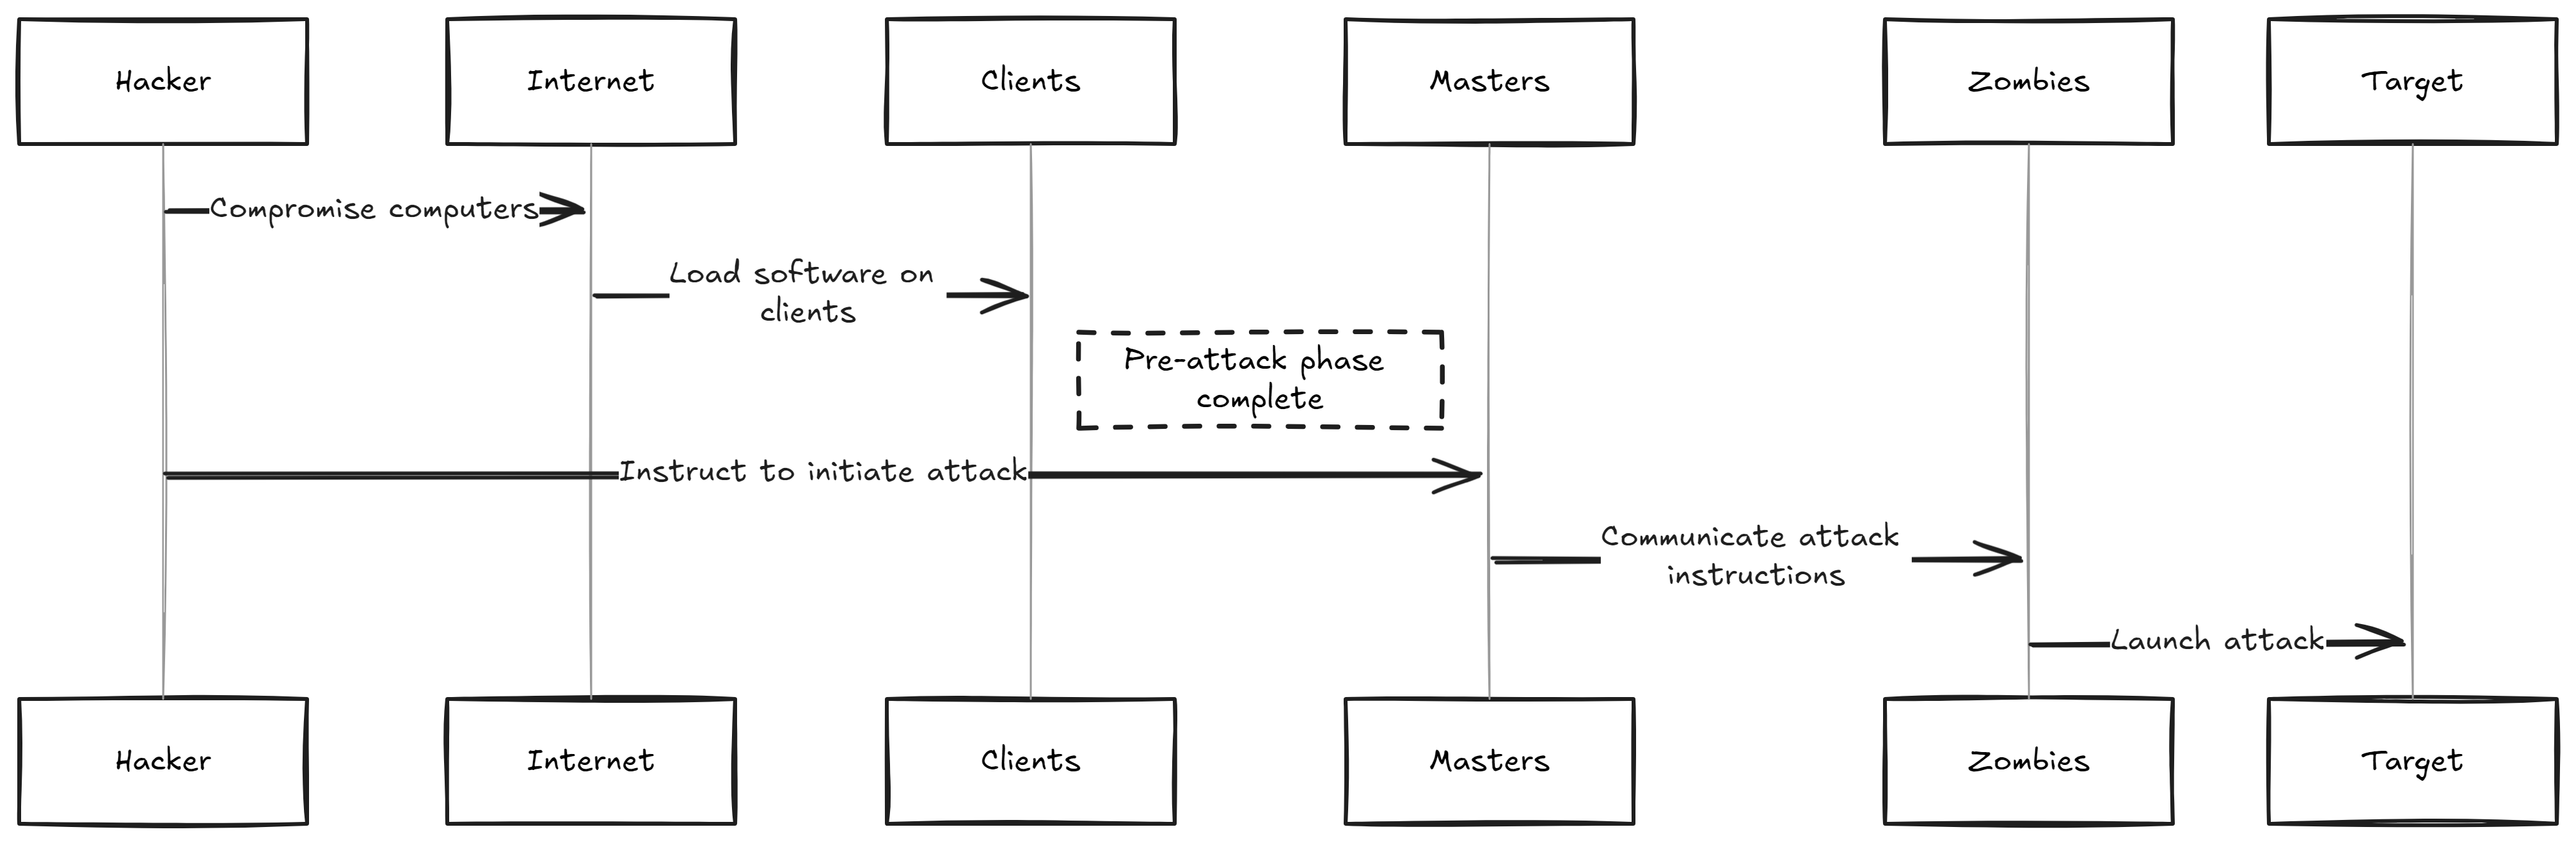 Hacker
Internet
Clients
Masters
Zombies
Target
Compromise computers
Load software on
clients
Pre-attack phase
complete
Instruct to initiate attack
Communicate attack
instructions
Launch attack
Hacker
Internet
Clients
Masters
Zombies
Target